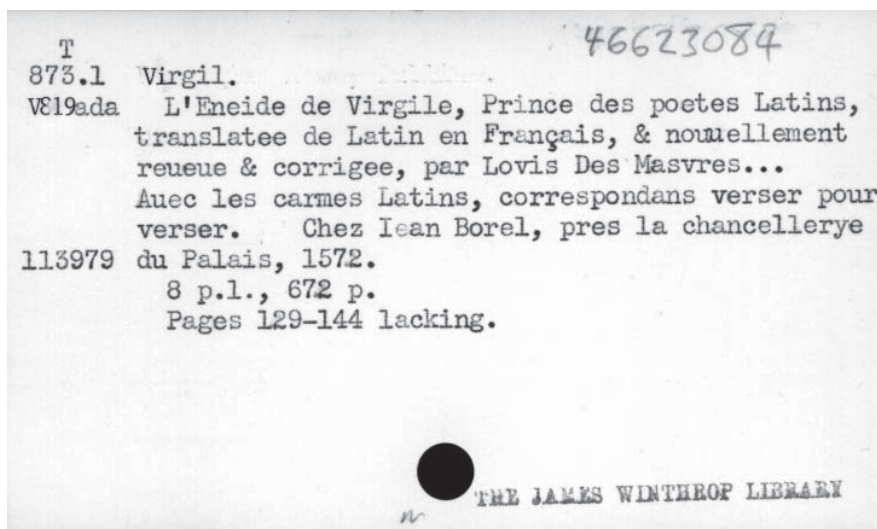 46623084
T
873.1 Virgil.
V819ada L'Eneide de Virgile, Prince des poetes Latins,
translatee de Latin en Français, & nouuellement
reueue & corrigee, par Lovis Des Masvres...
Auec les carmes Latins, correspondans verser pour
verser. Chez Iean Borel, pres la chancellerye
113979 du Palais, 1572.
8 p.l., 672 p.
Pages 129-144 lacking.
THE JAMES WINTHROP LIBRARY
n